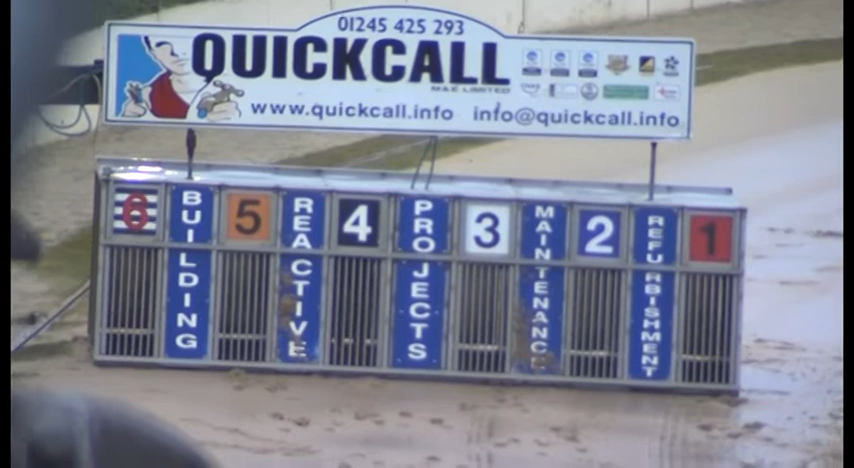 01245 425 293
QUICKCALL
M&E LIMITED
www.quickcall.info info@quickcall.info
6 BUILDING 5 REACTIVE 4 PROJECTS 3 MAINTENANCE 2 REFURBISHMENT 1